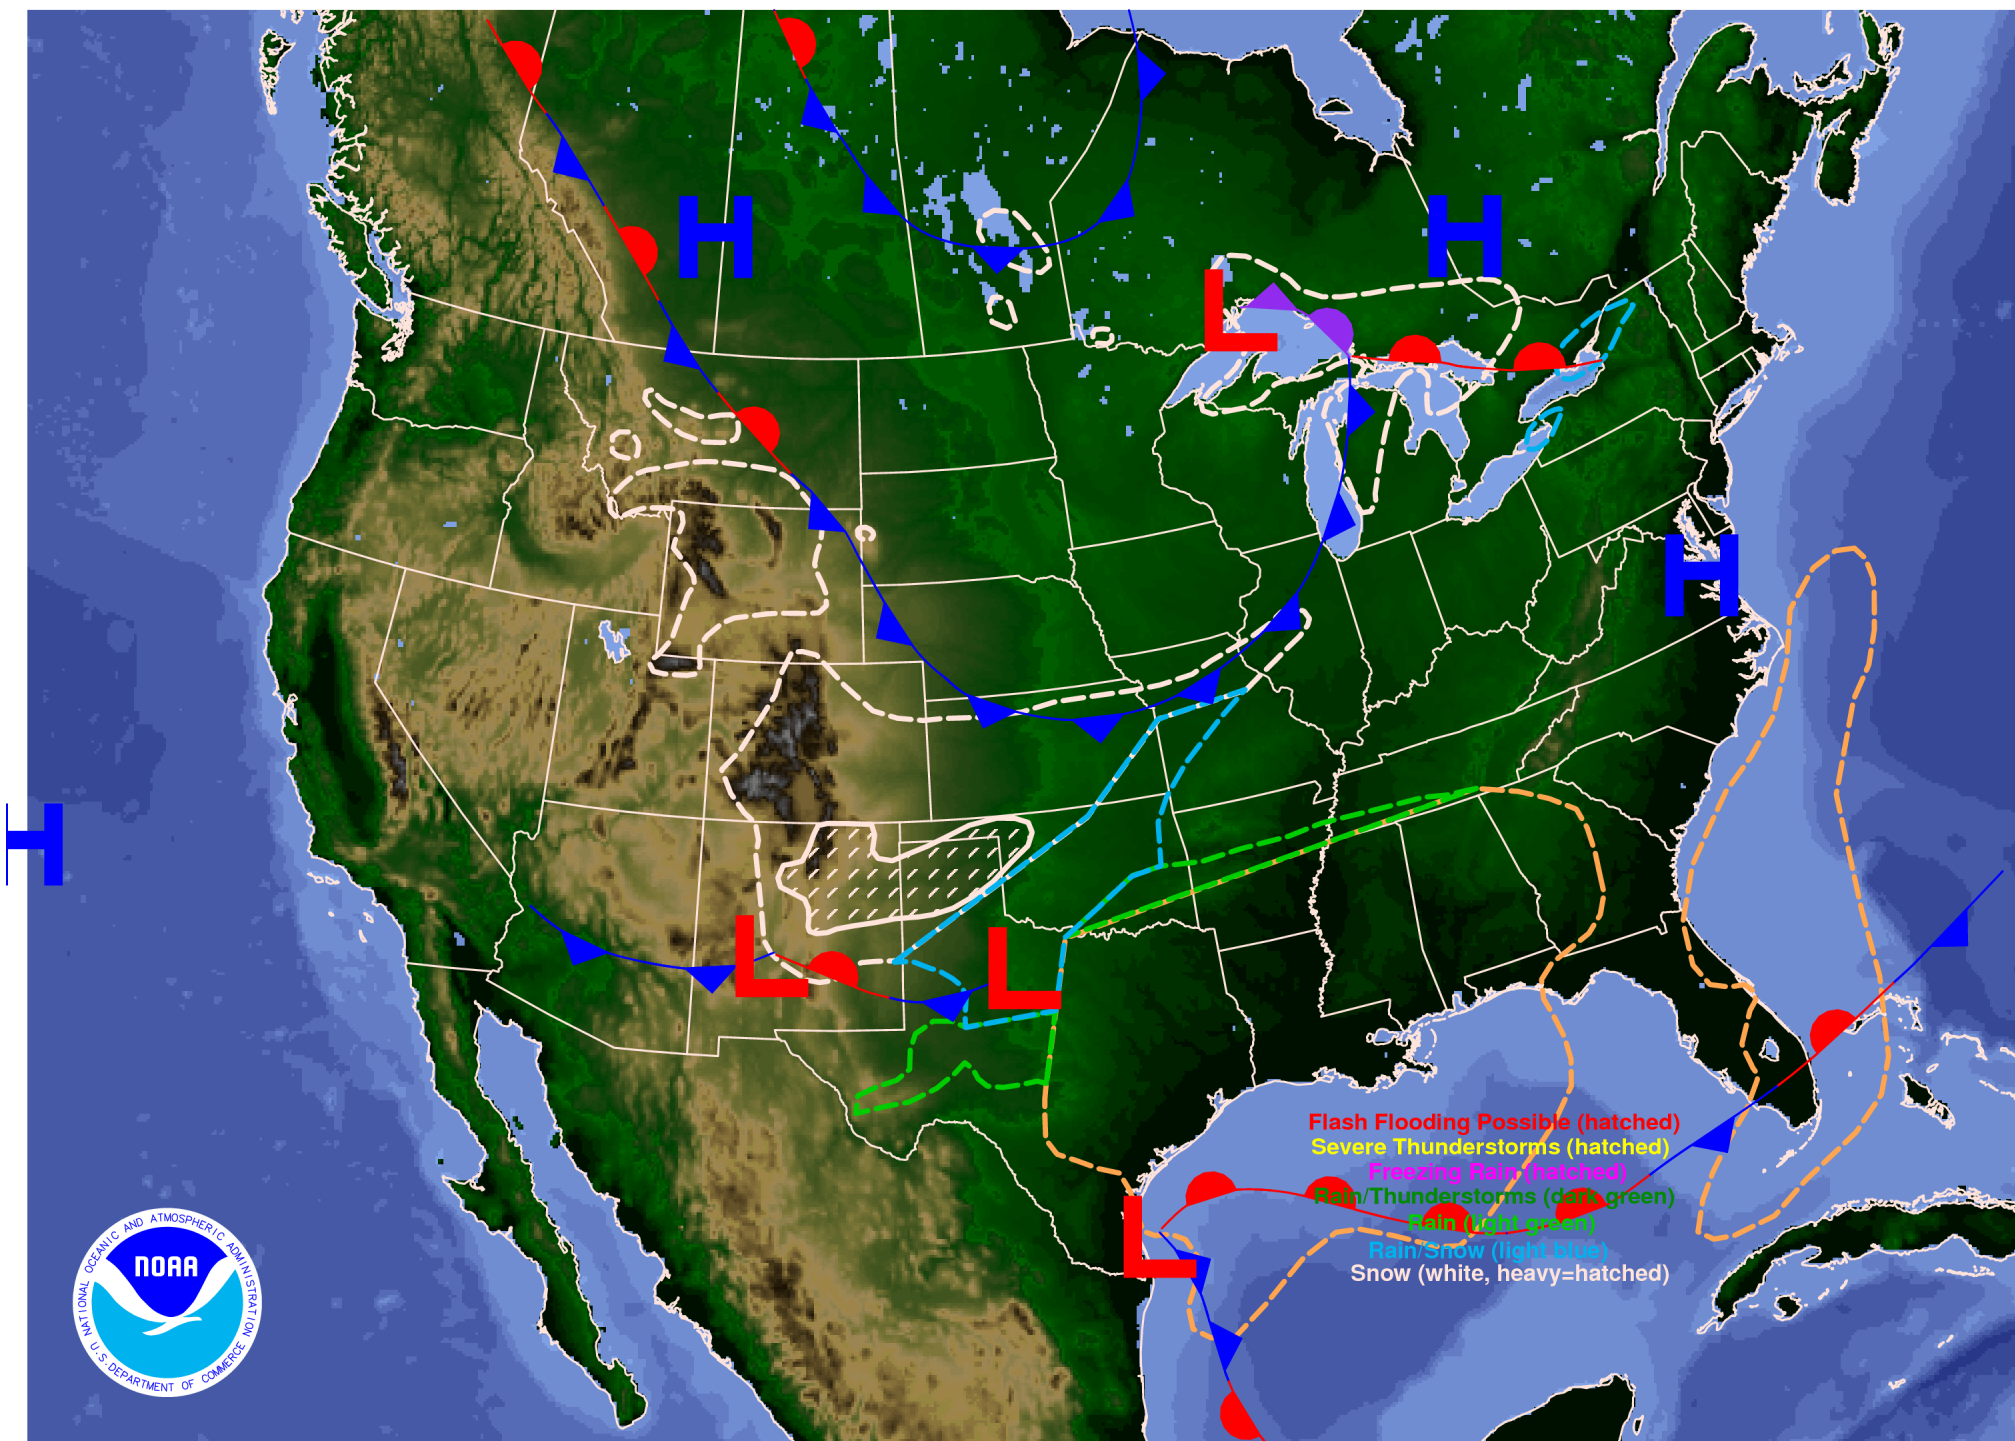 H
H
L
H
H
L
L
Flash Flooding Possible (hatched)
Severe Thunderstorms (hatched)
Freezing Rain (hatched)
Rain/Thunderstorms (dark green)
Rain (light green)
Rain/Snow (light blue)
Snow (white, heavy=hatched)
L
NOAA
NATIONAL OCEANIC AND ATMOSPHERIC ADMINISTRATION
U.S. DEPARTMENT OF COMMERCE